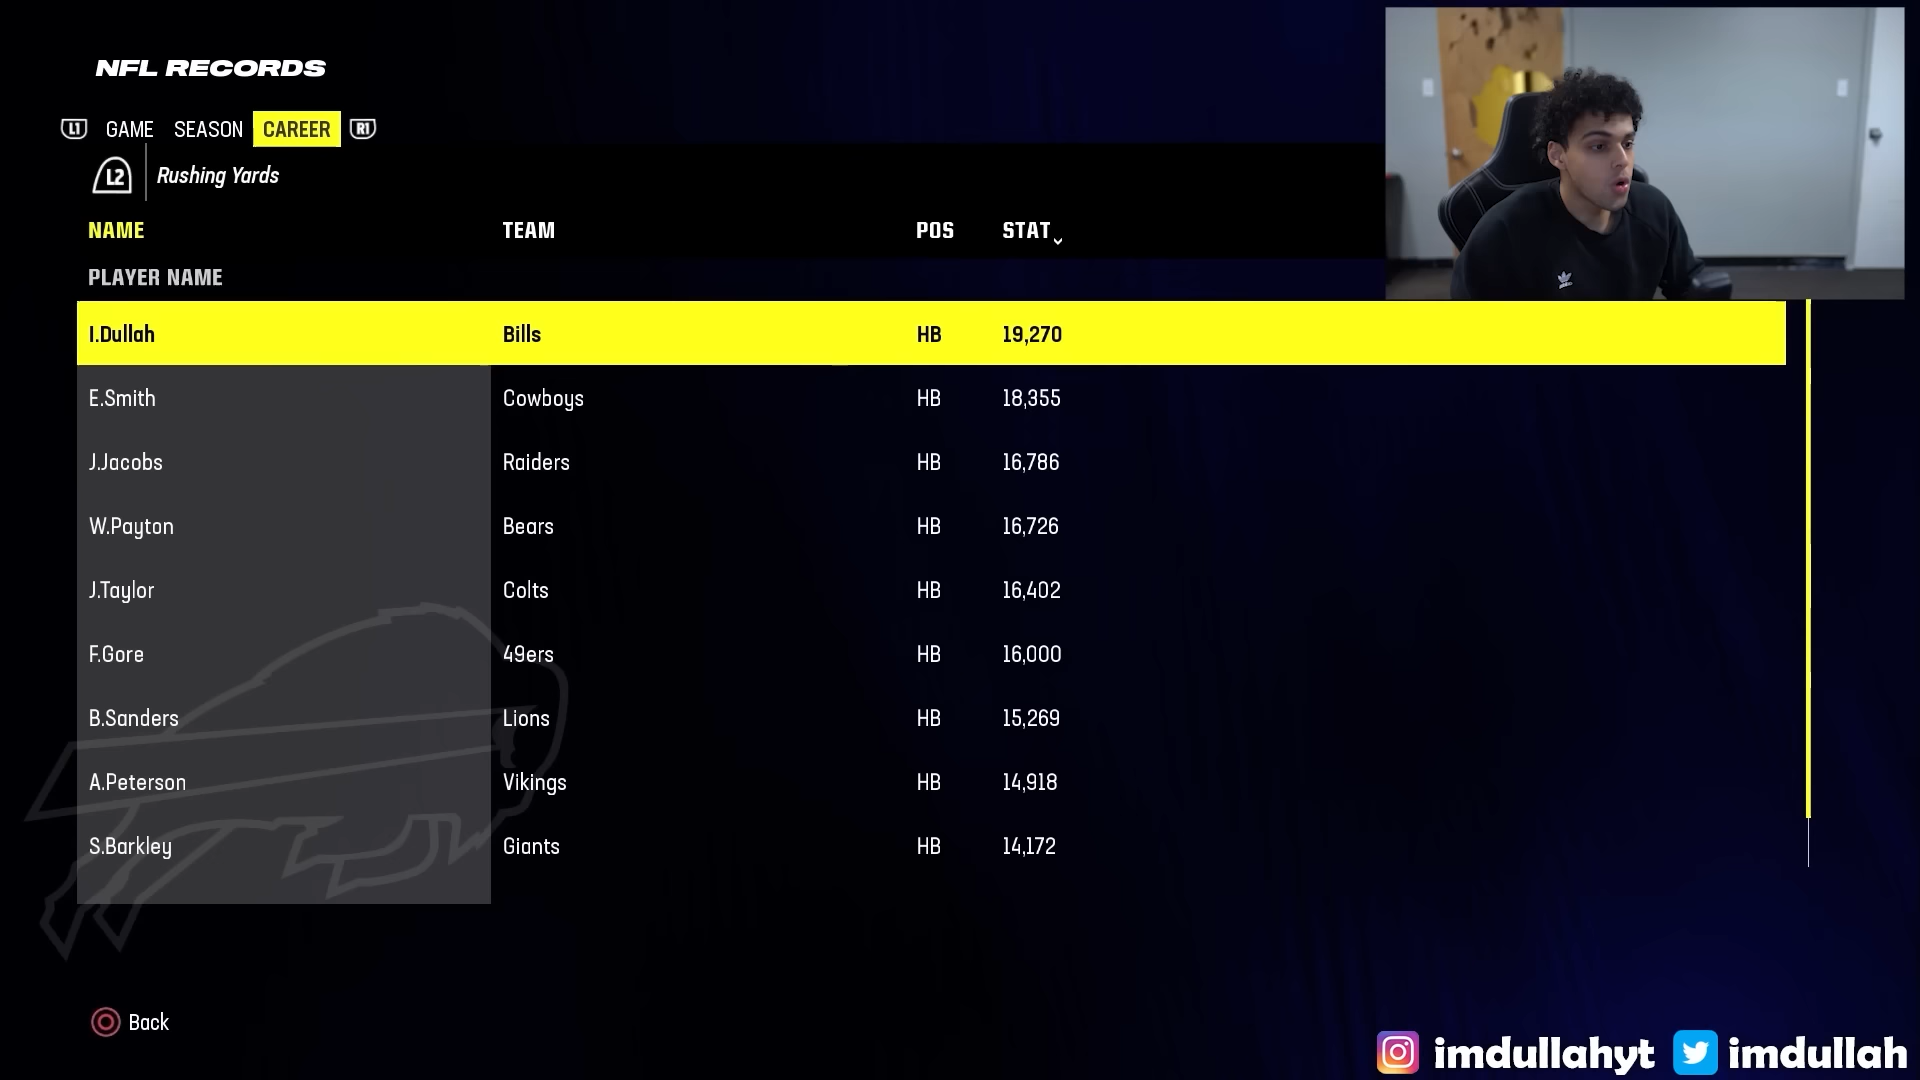 NFL RECORDS
L1 GAME SEASON CAREER R1
L2 Rushing Yards
NAME TEAM POS STAT
PLAYER NAME
I.Dullah Bills HB 19,270
E.Smith Cowboys HB 18,355
J.Jacobs Raiders HB 16,786
W.Payton Bears HB 16,726
J.Taylor Colts HB 16,402
F.Gore 49ers HB 16,000
B.Sanders Lions HB 15,269
A.Peterson Vikings HB 14,918
S.Barkley Giants HB 14,172
Back
imdullahyt imdullah